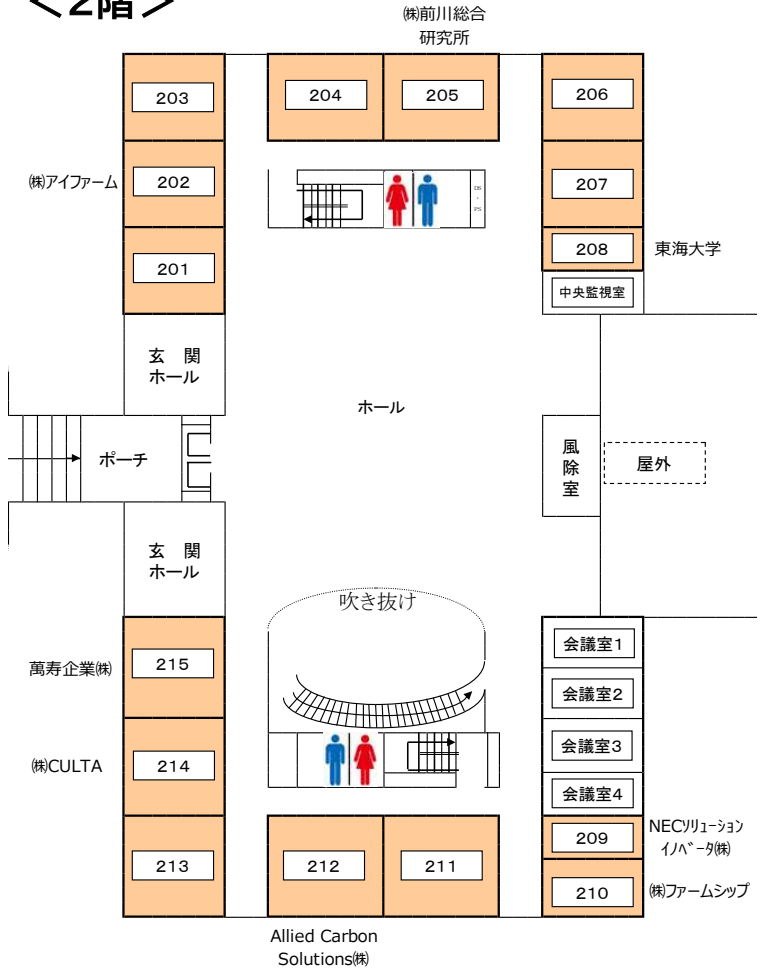 <2階>
㈱前川総合
研究所
203
204
205
206
㈱アイファーム
202
DS
・
PS
207
201
208
東海大学
中央監視室
玄 関
ホール
ホール
ポーチ
風
除
室
屋外
玄 関
ホール
吹き抜け
萬寿企業㈱
215
会議室1
会議室2
㈱CULTA
214
会議室3
会議室4
213
212
211
209
NECソリューション
イノベータ㈱
210
㈱ファームシップ
Allied Carbon
Solutions㈱